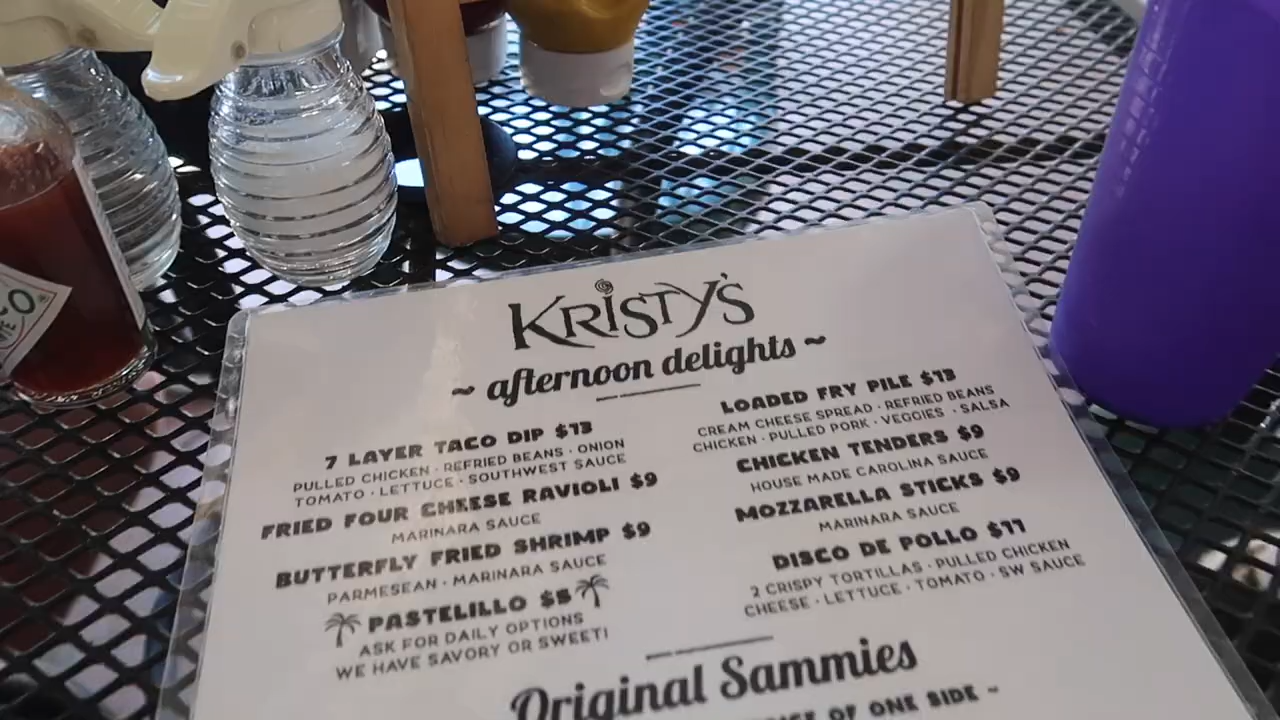 KRISTY'S
~ afternoon delights ~
7 LAYER TACO DIP $13
PULLED CHICKEN · REFRIED BEANS · ONION
TOMATO · LETTUCE · SOUTHWEST SAUCE
FRIED FOUR CHEESE RAVIOLI $9
MARINARA SAUCE
BUTTERFLY FRIED SHRIMP $9
PARMESEAN · MARINARA SAUCE
PASTELILLO $5
ASK FOR DAILY OPTIONS
WE HAVE SAVORY OR SWEET!
LOADED FRY PILE $13
CREAM CHEESE SPREAD · REFRIED BEANS
CHICKEN · PULLED PORK · VEGGIES · SALSA
CHICKEN TENDERS $9
HOUSE MADE CAROLINA SAUCE
MOZZARELLA STICKS $9
MARINARA SAUCE
DISCO DE POLLO $11
2 CRISPY TORTILLAS · PULLED CHICKEN
CHEESE · LETTUCE · TOMATO · SW SAUCE
Original Sammies
OF ONE SIDE ~